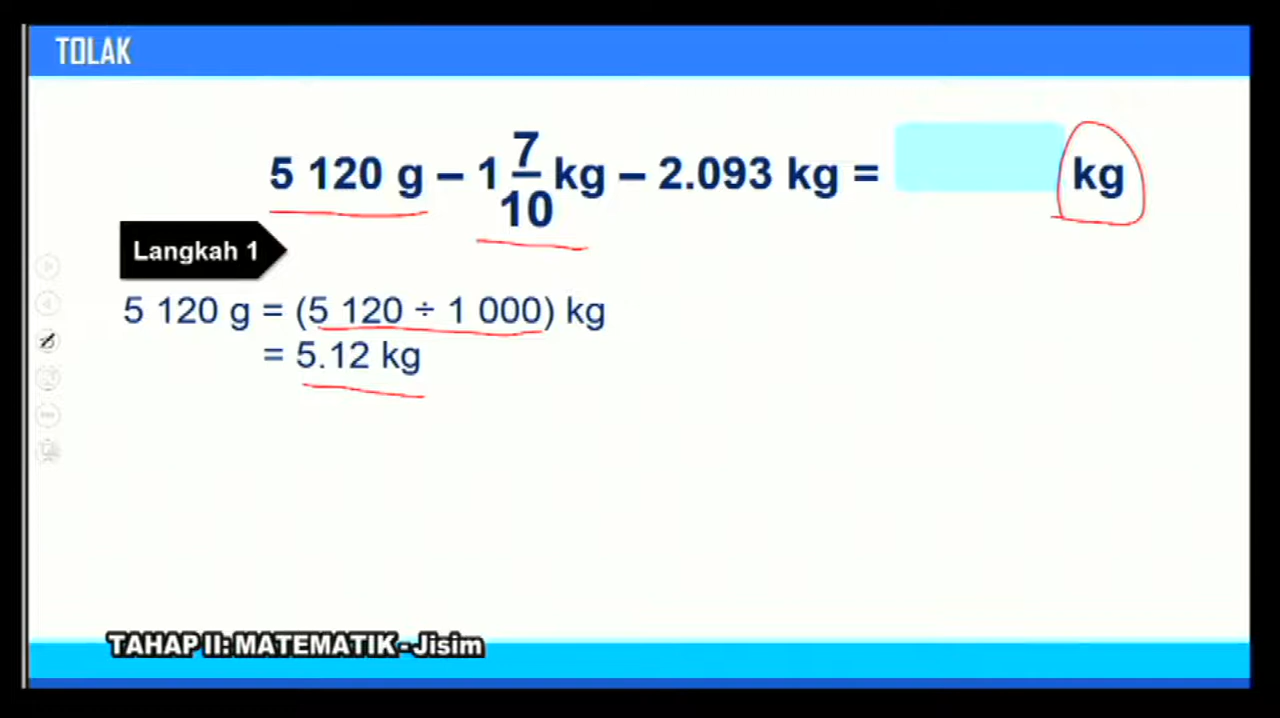 TOLAK
5 120 g – 1 7/10 kg – 2.093 kg = kg
Langkah 1
5 120 g = (5 120 ÷ 1 000) kg
= 5.12 kg
TAHAP II: MATEMATIK - Jisim